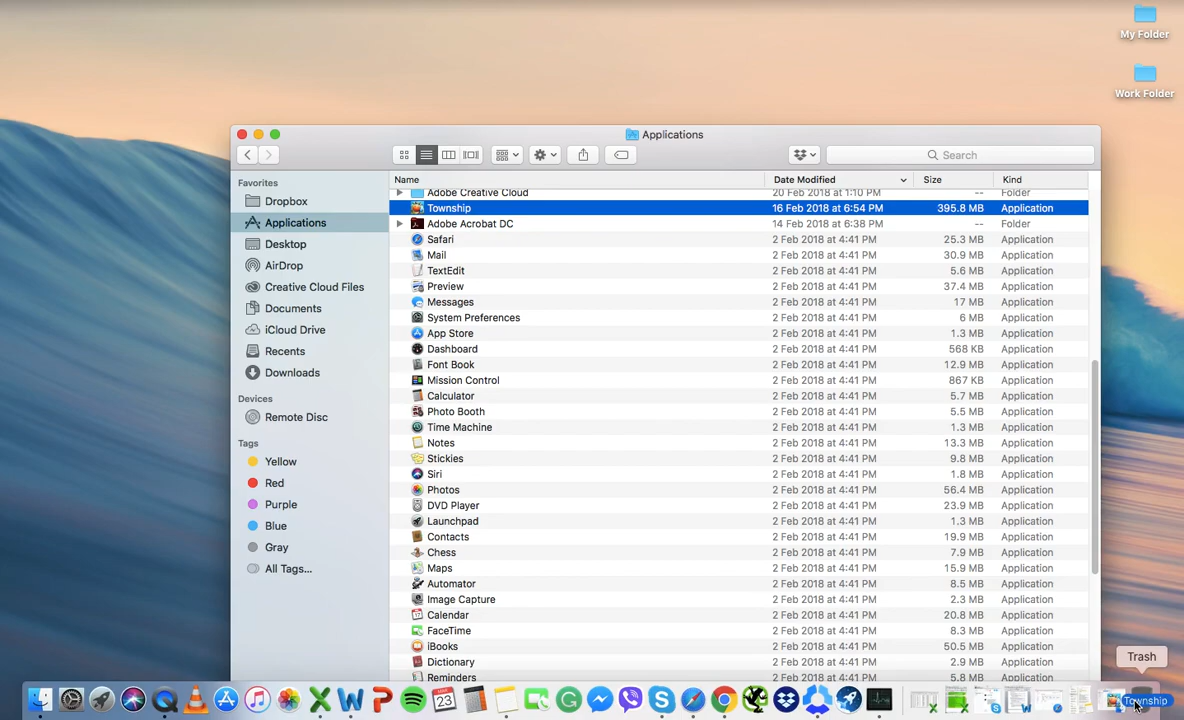 My Folder
Work Folder
Applications
Search
Favorites
Dropbox
Applications
Desktop
AirDrop
Creative Cloud Files
Documents
iCloud Drive
Recents
Downloads
Devices
Remote Disc
Tags
Yellow
Red
Purple
Blue
Gray
All Tags...
Name Date Modified Size Kind
Adobe Creative Cloud 20 Feb 2018 at 1:10 PM -- Folder
Township 16 Feb 2018 at 6:54 PM 395.8 MB Application
Adobe Acrobat DC 14 Feb 2018 at 6:38 PM -- Folder
Safari 2 Feb 2018 at 4:41 PM 25.3 MB Application
Mail 2 Feb 2018 at 4:41 PM 30.9 MB Application
TextEdit 2 Feb 2018 at 4:41 PM 5.6 MB Application
Preview 2 Feb 2018 at 4:41 PM 37.4 MB Application
Messages 2 Feb 2018 at 4:41 PM 17 MB Application
System Preferences 2 Feb 2018 at 4:41 PM 6 MB Application
App Store 2 Feb 2018 at 4:41 PM 1.3 MB Application
Dashboard 2 Feb 2018 at 4:41 PM 568 KB Application
Font Book 2 Feb 2018 at 4:41 PM 12.9 MB Application
Mission Control 2 Feb 2018 at 4:41 PM 867 KB Application
Calculator 2 Feb 2018 at 4:41 PM 5.7 MB Application
Photo Booth 2 Feb 2018 at 4:41 PM 5.5 MB Application
Time Machine 2 Feb 2018 at 4:41 PM 1.3 MB Application
Notes 2 Feb 2018 at 4:41 PM 13.3 MB Application
Stickies 2 Feb 2018 at 4:41 PM 9.8 MB Application
Siri 2 Feb 2018 at 4:41 PM 1.8 MB Application
Photos 2 Feb 2018 at 4:41 PM 56.4 MB Application
DVD Player 2 Feb 2018 at 4:41 PM 23.9 MB Application
Launchpad 2 Feb 2018 at 4:41 PM 1.3 MB Application
Contacts 2 Feb 2018 at 4:41 PM 19.9 MB Application
Chess 2 Feb 2018 at 4:41 PM 7.9 MB Application
Maps 2 Feb 2018 at 4:41 PM 15.9 MB Application
Automator 2 Feb 2018 at 4:41 PM 8.5 MB Application
Image Capture 2 Feb 2018 at 4:41 PM 2.3 MB Application
Calendar 2 Feb 2018 at 4:41 PM 20.8 MB Application
FaceTime 2 Feb 2018 at 4:41 PM 8.3 MB Application
iBooks 2 Feb 2018 at 4:41 PM 50.5 MB Application
Dictionary 2 Feb 2018 at 4:41 PM 2.9 MB Application
Reminders 2 Feb 2018 at 4:41 PM 5.8 MB Application
Trash
23
Township